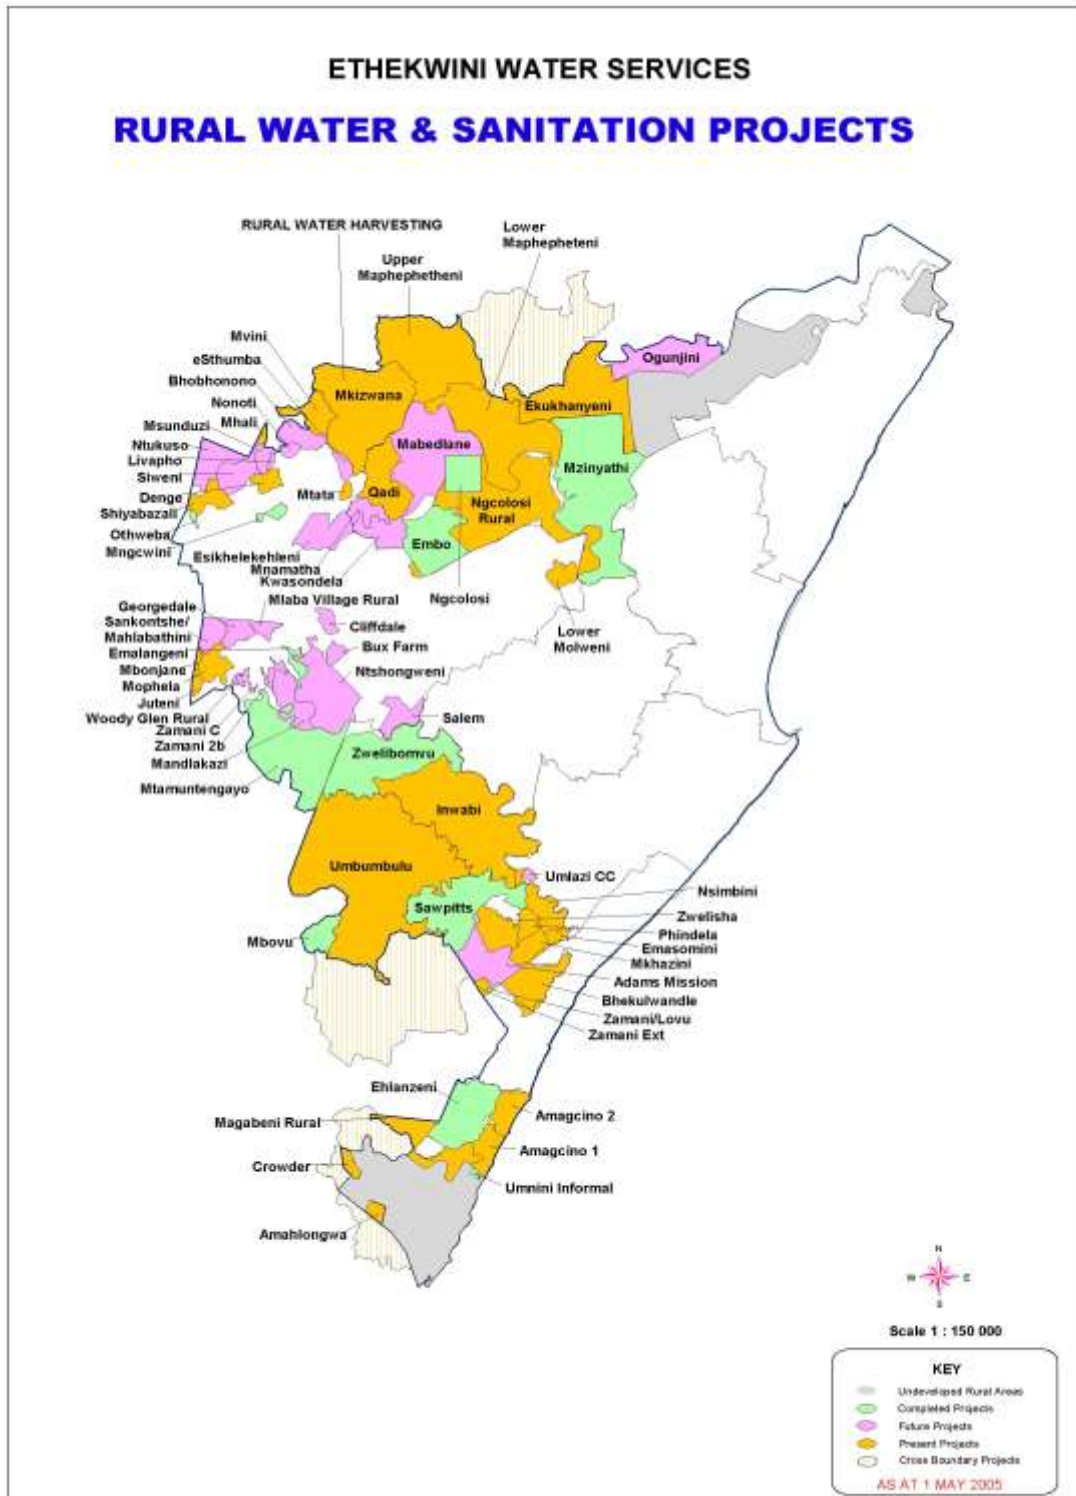 ETHEKWINI WATER SERVICES
RURAL WATER & SANITATION PROJECTS
RURAL WATER HARVESTING
Lower
Maphepheteni
Upper
Maphephetheni
Mvini
eSthumba
Bhobhonono
Nonoti
Mhali
Msunduzi
Ntukuso
Livapho
Siweni
Denge
Shiyabazali
Othweba
Mngcwini
Mkizwana
Ogunjini
Ekukhanyeni
Mabedlane
Mzinyathi
Mtata
Qadi
Ngcolosi
Rural
Embo
Esikhelekehleni
Mnamatha
Kwasondela
Ngcolosi
Lower
Molweni
Mlaba Village Rural
Georgedale
Sankontshe/
Mahlabathini
Emalangeni
Mbonjane
Mophela
Juteni
Woody Glen Rural
Zamani C
Zamani 2b
Mandlakazi
Mtamuntengayo
Cliffdale
Bux Farm
Ntshongweni
Salem
Zwelibomvu
Inwabi
Umbumbulu
Umlazi CC
Nsimbini
Sawpitts
Zwelisha
Phindela
Mbovu
Emasomini
Mkhazini
Adams Mission
Bhekulwandle
Zamani/Lovu
Zamani Ext
Ehlanzeni
Magabeni Rural
Amagcino 2
Amagcino 1
Crowder
Umnini Informal
Amahlongwa
N
W E
S
Scale 1 : 150 000
KEY
Undeveloped Rural Areas
Completed Projects
Future Projects
Present Projects
Cross Boundary Projects
AS AT 1 MAY 2005